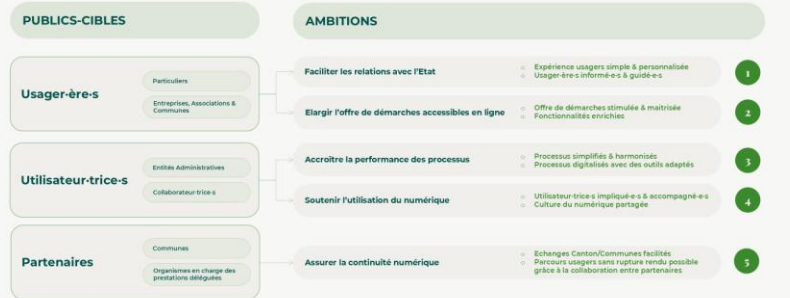 PUBLICS-CIBLES
AMBITIONS
Usager·ère·s
Particuliers
Entreprises, Associations &
Communes
Faciliter les relations avec l'Etat
Expérience usagers simple & personnalisée
Usager·ère·s informé·e·s & guidé·e·s
1
Elargir l'offre de démarches accessibles en ligne
Offre de démarches stimulée & maitrisée
Fonctionnalités enrichies
2
Utilisateur·trice·s
Entités Administratives
Collaborateur·trice·s
Accroître la performance des processus
Processus simplifiés & harmonisés
Processus digitalisés avec des outils adaptés
3
Soutenir l'utilisation du numérique
Utilisateur·trice·s impliqué·e·s & accompagné·e·s
Culture du numérique partagée
4
Partenaires
Communes
Organismes en charge des
prestations déléguées
Assurer la continuité numérique
Echanges Canton/Communes facilités
Parcours usagers sans rupture rendu possible
grâce à la collaboration entre partenaires
5